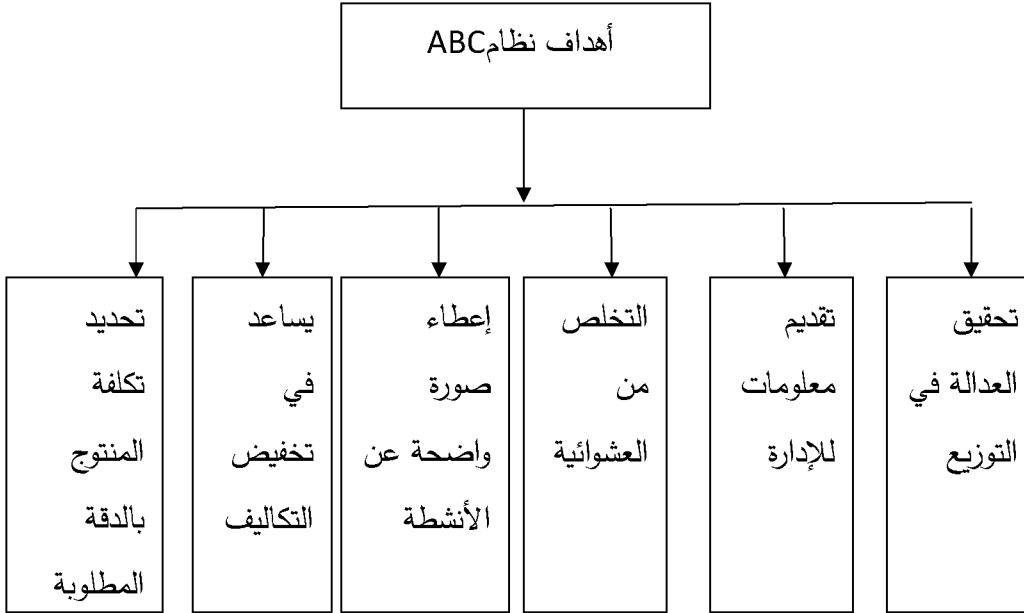 أهداف نظامABC
تحقيق
العدالة في
التوزيع
تقديم
معلومات
للإدارة
التخلص
من
العشوائية
إعطاء
صورة
واضحة عن
الأنشطة
يساعد
في
تخفيض
التكاليف
تحديد
تكلفة
المنتوج
بالدقة
المطلوبة